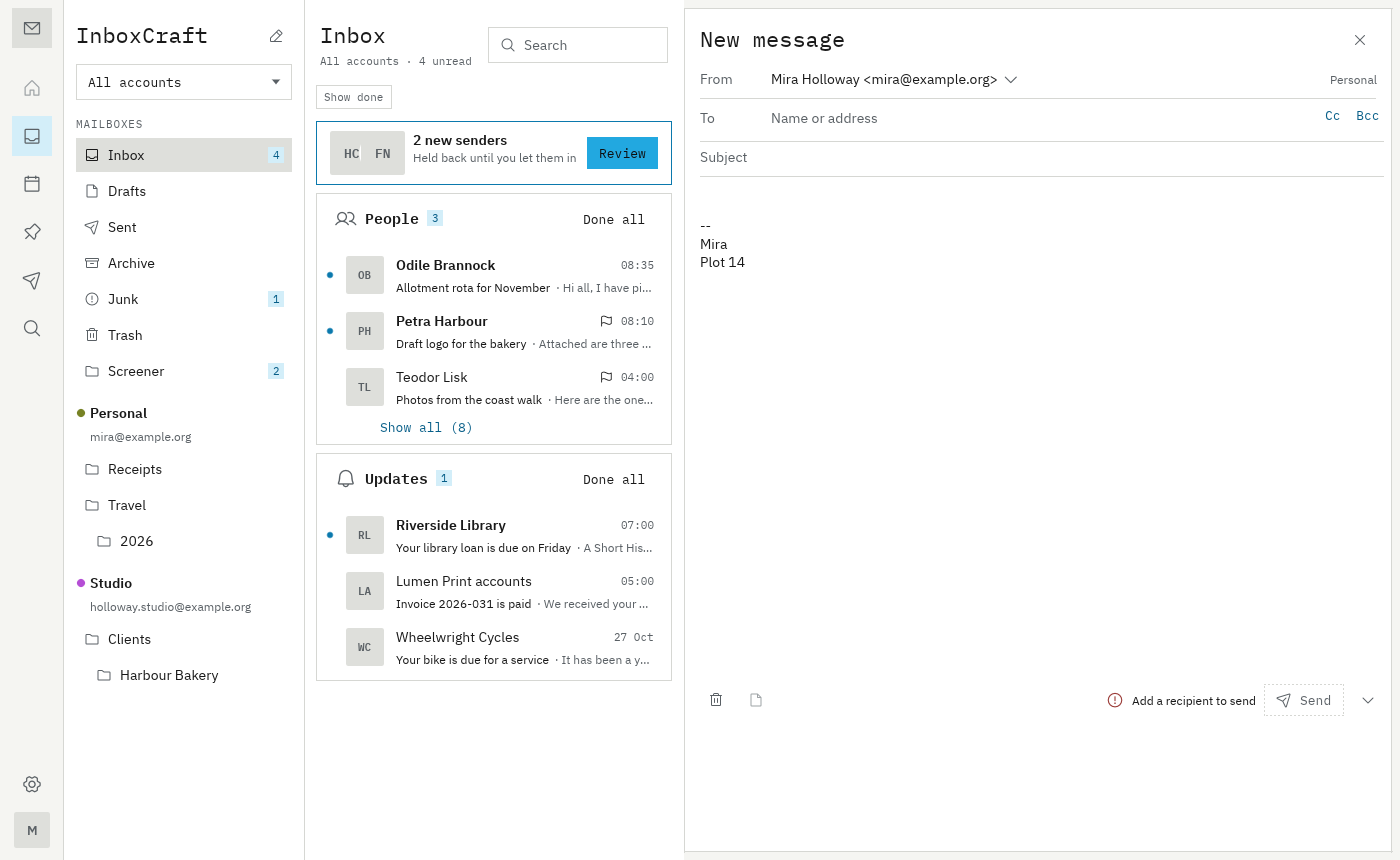 InboxCraft
All accounts
MAILBOXES
Inbox 4
Drafts
Sent
Archive
Junk 1
Trash
Screener 2
Personal
mira@example.org
Receipts
Travel
2026
Studio
holloway.studio@example.org
Clients
Harbour Bakery
M
Inbox
All accounts · 4 unread
Search
Show done
HC FN
2 new senders
Held back until you let them in
Review
People 3 Done all
OB
Odile Brannock 08:35
Allotment rota for November · Hi all, I have pi…
PH
Petra Harbour 08:10
Draft logo for the bakery · Attached are three …
TL
Teodor Lisk 04:00
Photos from the coast walk · Here are the one…
Show all (8)
Updates 1 Done all
RL
Riverside Library 07:00
Your library loan is due on Friday · A Short His…
LA
Lumen Print accounts 05:00
Invoice 2026-031 is paid · We received your …
WC
Wheelwright Cycles 27 Oct
Your bike is due for a service · It has been a y…
New message
From Mira Holloway <mira@example.org> Personal
To Name or address Cc Bcc
Subject
--
Mira
Plot 14
Add a recipient to send Send